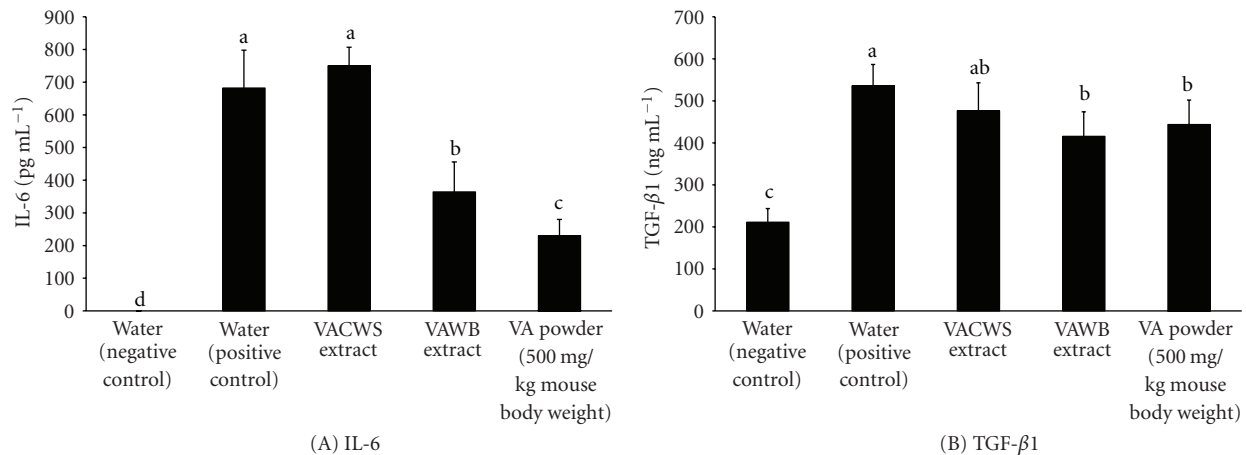 900
800
700
600
500
400
300
200
100
0
IL-6 (pg mL−1)
a
a
b
c
d
Water
(negative
control)
Water
(positive
control)
VACWS
extract
VAWB
extract
VA powder
(500 mg/
kg mouse
body weight)
(A) IL-6
700
600
500
400
300
200
100
0
TGF-β1 (ng mL−1)
a
ab
b
b
c
Water
(negative
control)
Water
(positive
control)
VACWS
extract
VAWB
extract
VA powder
(500 mg/
kg mouse
body weight)
(B) TGF-β1